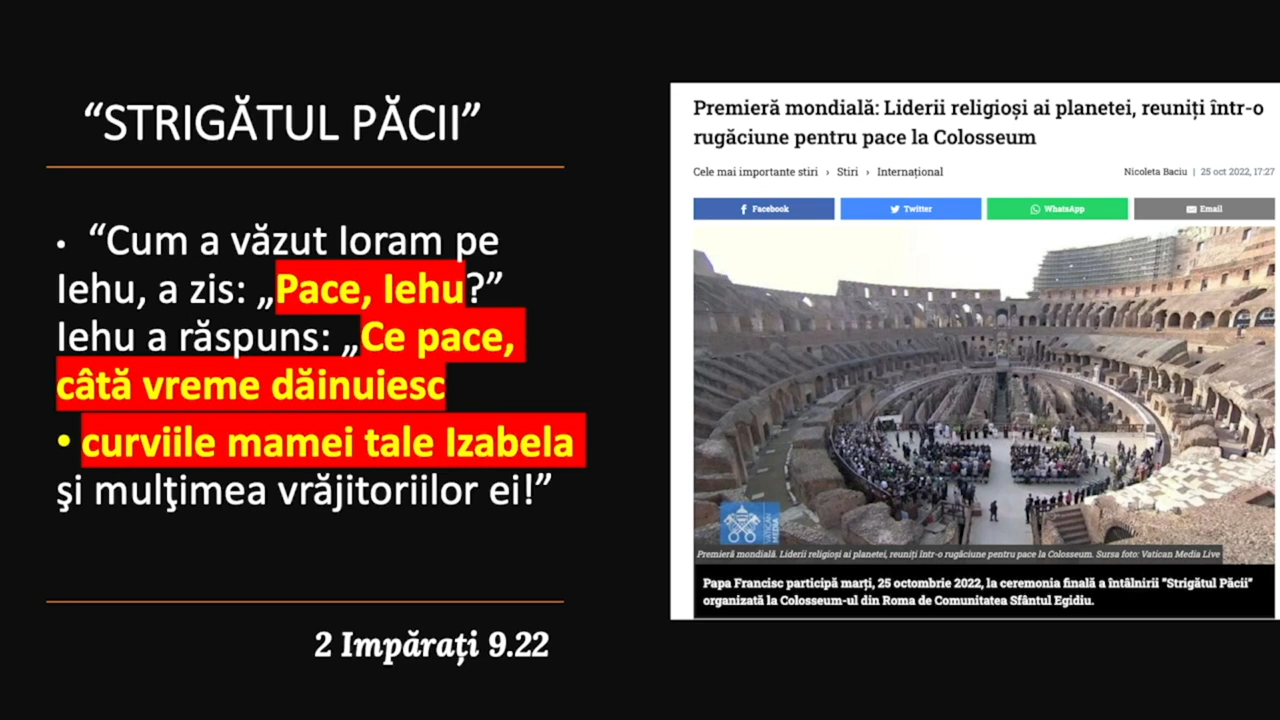 “STRIGĂTUL PĂCII”
• “Cum a văzut Ioram pe
Iehu, a zis: „Pace, Iehu?”
Iehu a răspuns: „Ce pace,
câtă vreme dăinuiesc
• curviile mamei tale Izabela
şi mulţimea vrăjitoriilor ei!”
2 Impărați 9.22
Premieră mondială: Liderii religioși ai planetei, reuniți într-o
rugăciune pentru pace la Colosseum
Cele mai importante stiri › Stiri › Internațional
Nicoleta Baciu | 25 oct 2022, 17:27
Facebook
Twitter
WhatsApp
Email
VATICAN
MEDIA
Premieră mondială. Liderii religioși ai planetei, reuniți într-o rugăciune pentru pace la Colosseum. Sursa foto: Vatican Media Live
Papa Francisc participă marți, 25 octombrie 2022, la ceremonia finală a întâlnirii "Strigătul Păcii"
organizată la Colosseum-ul din Roma de Comunitatea Sfântul Egidiu.